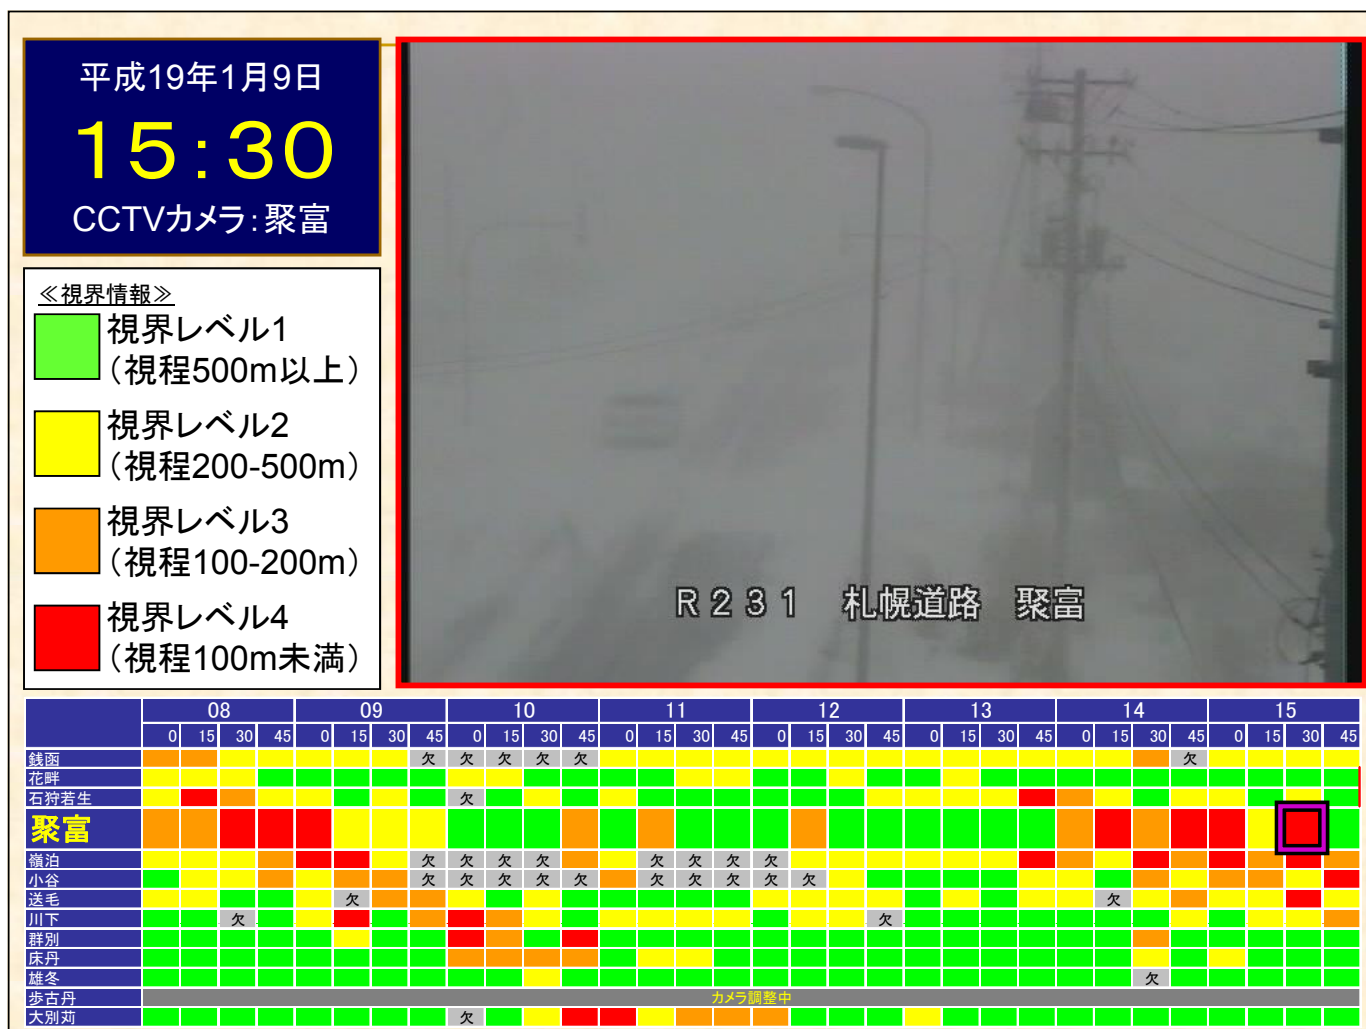 平成19年1月9日
15:30
CCTVカメラ:聚富
≪視界情報≫
視界レベル1
（視程500m以上）
視界レベル2
（視程200-500m）
視界レベル3
（視程100-200m）
視界レベル4
（視程100m未満）
R231 札幌道路 聚富
08 09 10 11 12 13 14 15
0 15 30 45 0 15 30 45 0 15 30 45 0 15 30 45 0 15 30 45 0 15 30 45 0 15 30 45 0 15 30 45
銭函 欠 欠 欠 欠 欠 欠
花畔
石狩若生 欠
聚富
嶺泊 欠 欠 欠 欠 欠 欠 欠 欠
小谷 欠 欠 欠 欠 欠 欠 欠 欠 欠 欠
送毛 欠 欠
川下 欠 欠
群別
床丹
雄冬 欠
歩古丹 カメラ調整中
大別苅 欠